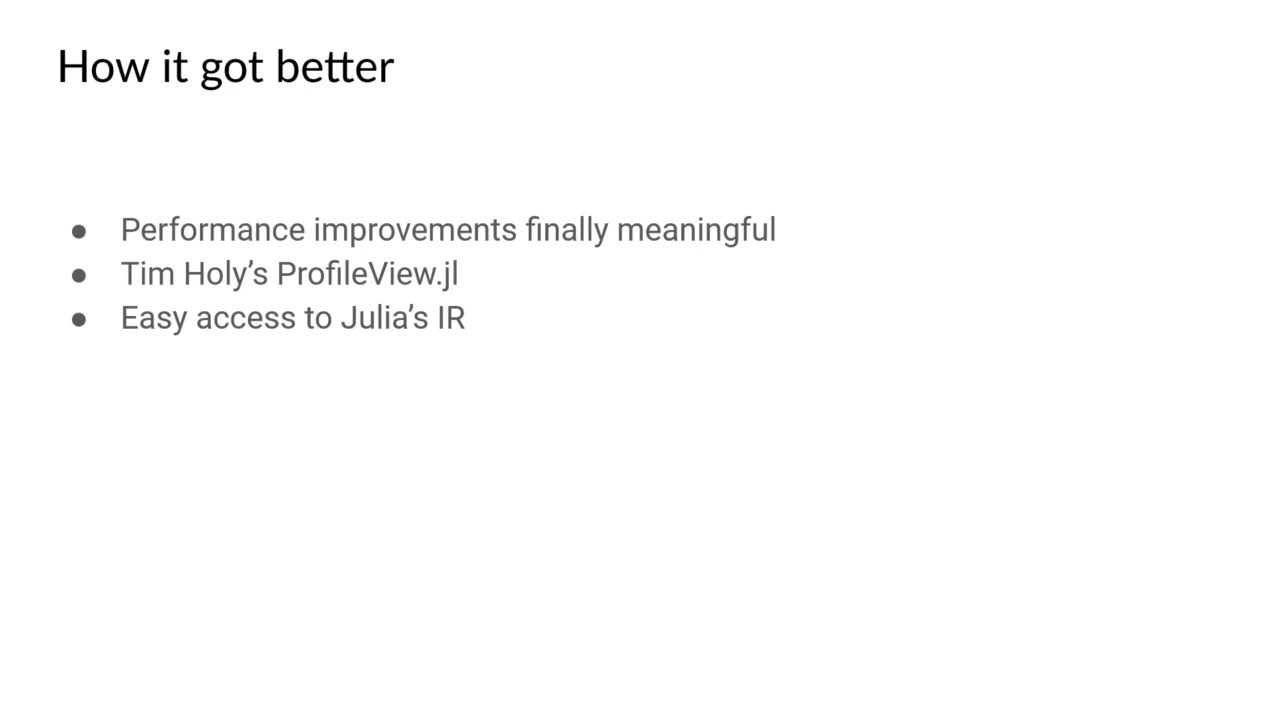 How it got better
● Performance improvements finally meaningful
● Tim Holy’s ProfileView.jl
● Easy access to Julia’s IR